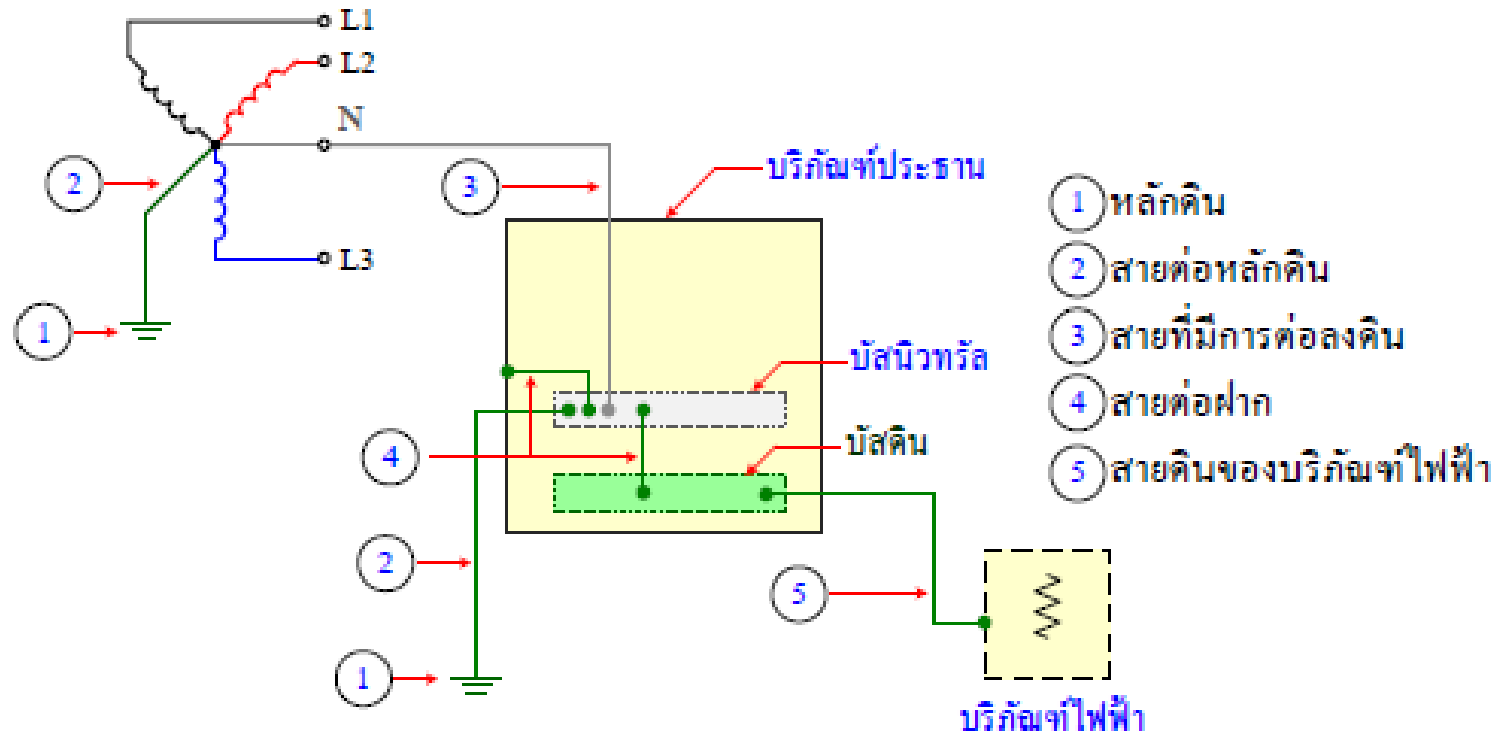 L1
L2
N
2
3
บริภัณฑ์ประธาน
L3
1
บัสนิวทรัล
บัสดิน
4
2
5
1
บริภัณฑ์ไฟฟ้า
1 หลักดิน
2 สายต่อหลักดิน
3 สายที่มีการต่อลงดิน
4 สายต่อฝาก
5 สายดินของบริภัณฑ์ไฟฟ้า